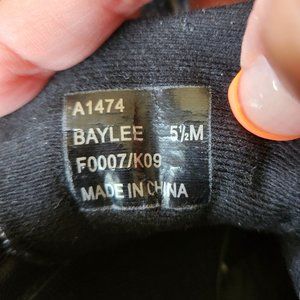 A1474
BAYLEE 5½M
F0007/K09
MADE IN CHINA